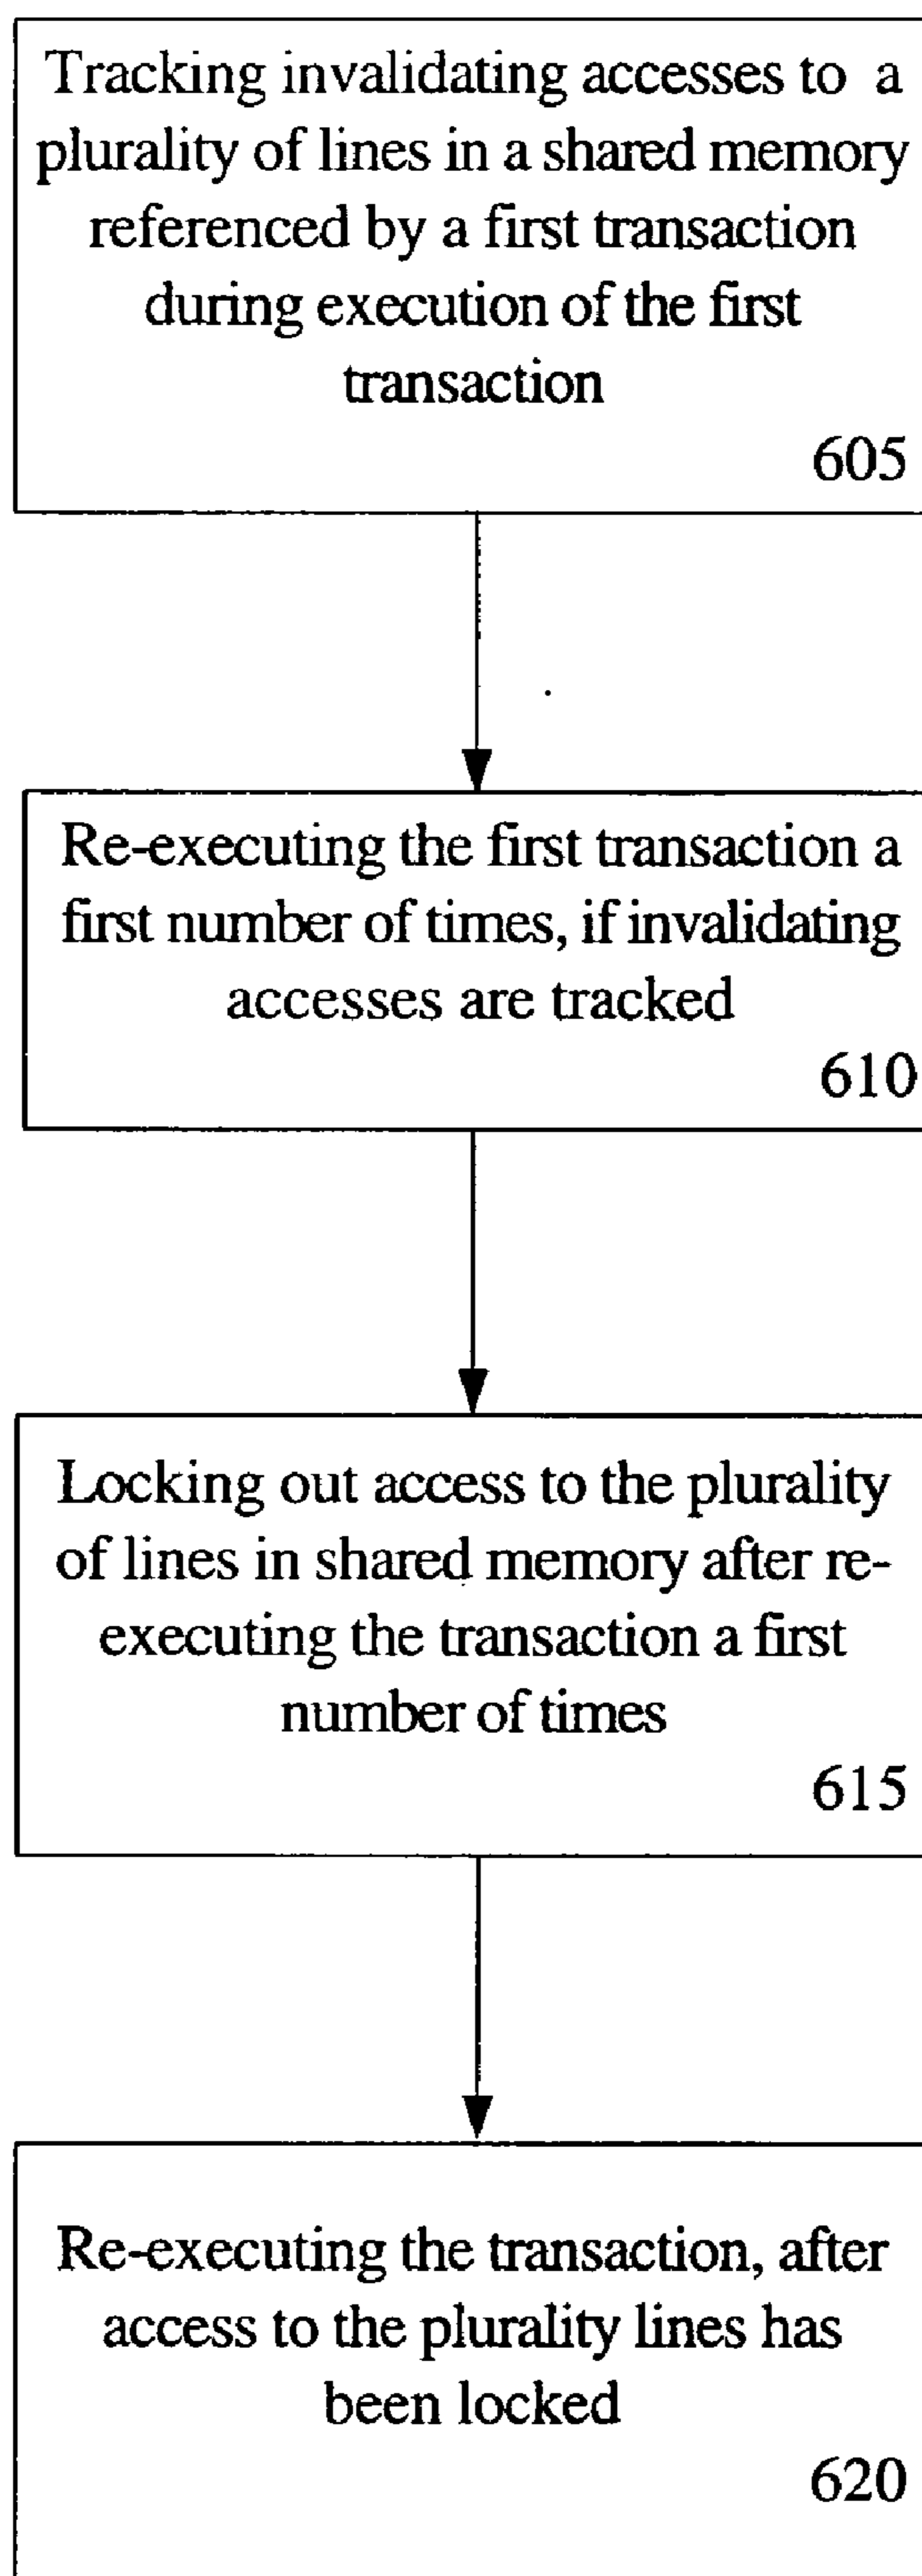 Tracking invalidating accesses to a
plurality of lines in a shared memory
referenced by a first transaction
during execution of the first
transaction
605
Re-executing the first transaction a
first number of times, if invalidating
accesses are tracked
610
Locking out access to the plurality
of lines in shared memory after re-
executing the transaction a first
number of times
615
Re-executing the transaction, after
access to the plurality lines has
been locked
620